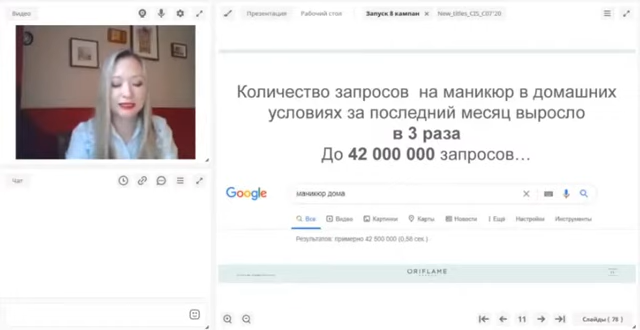 Видео
Презентация
Рабочий стол
Запуск 8 кампан
New_titles_CIS_C07'20
Количество запросов на маникюр в домашних
условиях за последний месяц выросло
в 3 раза
До 42 000 000 запросов…
Чат
Google
маникюр дома
Все
Видео
Картинки
Карты
Новости
Ещё
Настройки
Инструменты
Результатов: примерно 42 500 000 (0,56 сек.)
ORIFLAME
11
Слайды ( 76 )